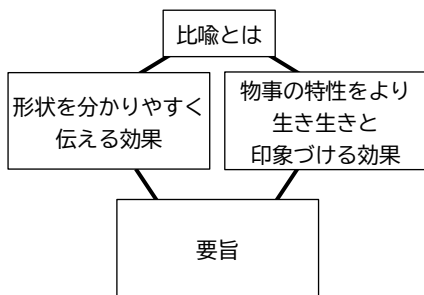 比喩とは
形状を分かりやすく
伝える効果
物事の特性をより
生き生きと
印象づける効果
要旨